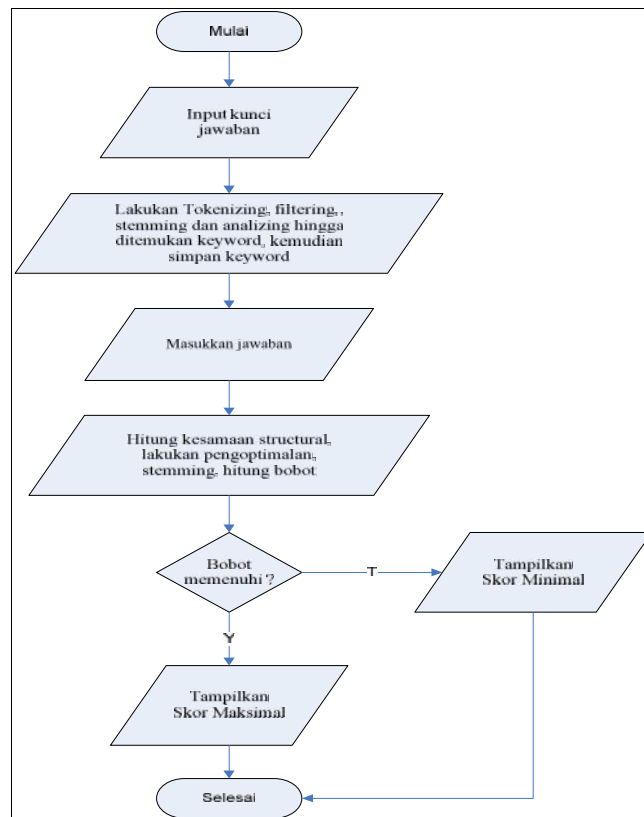 Mulai
Input kunci
jawaban
Lakukan Tokenizing, filtering,,
stemming dan analizing hingga
ditemukan keyword, kemudian
simpan keyword
Masukkan jawaban
Hitung kesamaan structural,
lakukan pengoptimalan,
stemming, hitung bobot
Bobot
memenuhi ?
T
Tampilkan
Skor Minimal
Y
Tampilkan
Skor Maksimal
Selesai